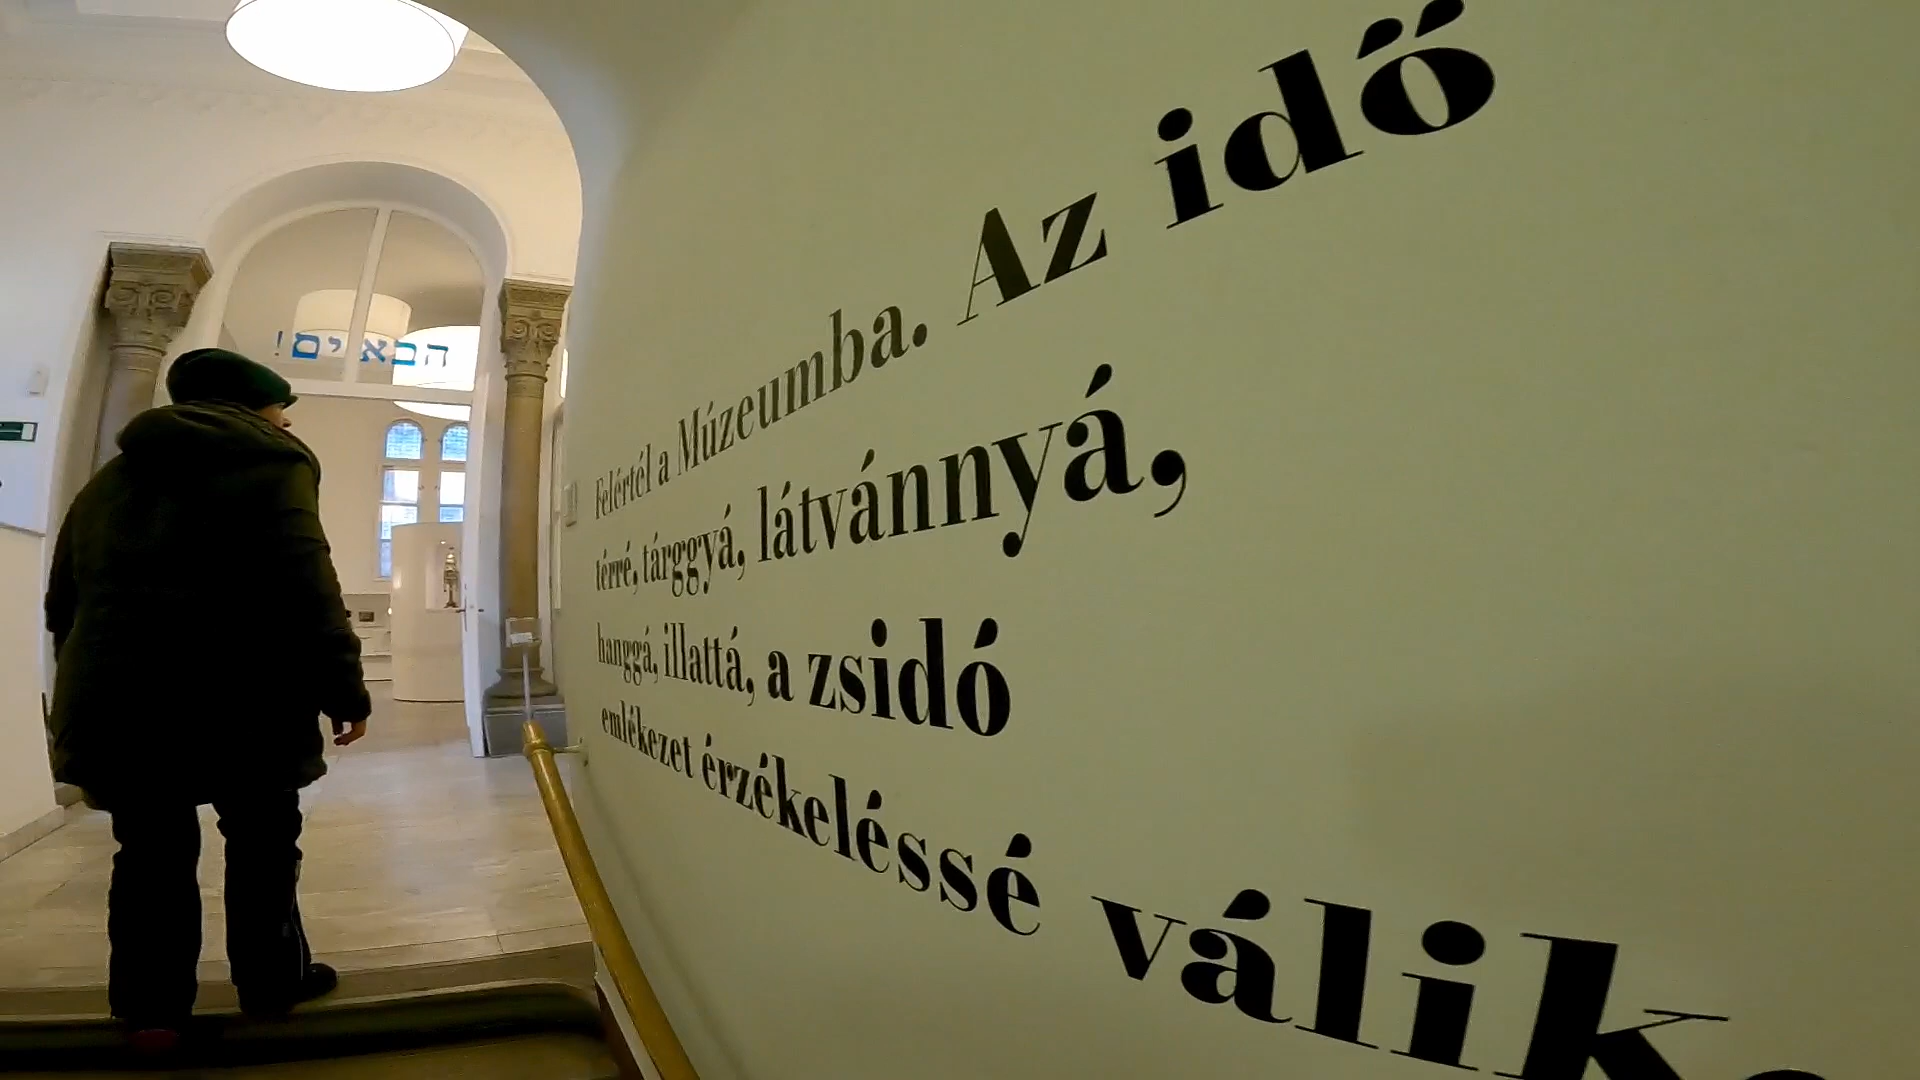 Felértél a Múzeumba. Az idő
térré, tárggyá, látvánnyá,
hanggá, illattá, a zsidó
emlékezet érzékeléssé válik.
הבאים!